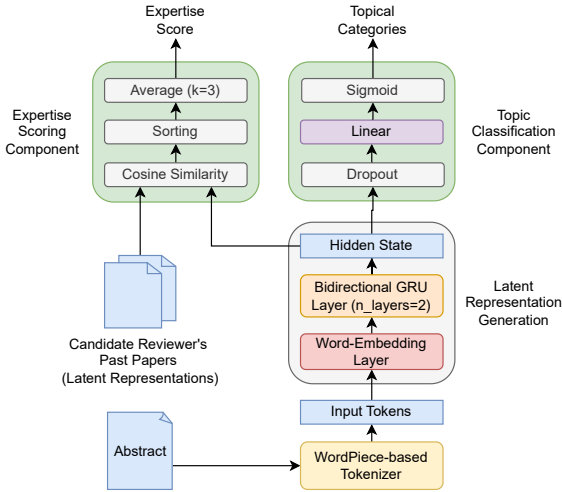 Expertise
Score
Topical
Categories
Expertise
Scoring
Component
Average (k=3)
Sorting
Cosine Similarity
Sigmoid
Linear
Dropout
Topic
Classification
Component
Hidden State
Bidirectional GRU
Layer (n_layers=2)
Word-Embedding
Layer
Latent
Representation
Generation
Candidate Reviewer's
Past Papers
(Latent Representations)
Input Tokens
Abstract
WordPiece-based
Tokenizer